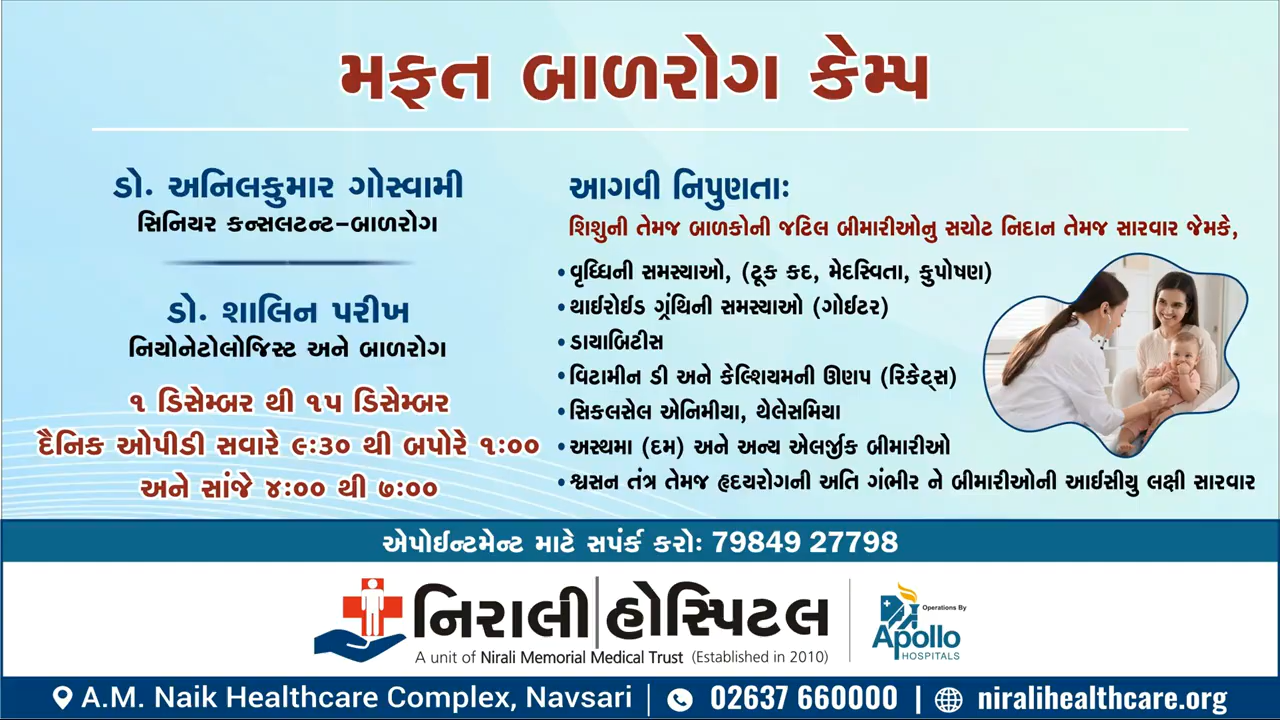 મફત બાળરોગ કેમ્પ
ડો. અનિલકુમાર ગોસ્વામી
સિનિયર કન્સલટન્ટ-બાળરોગ
ડો. શાલિન પરીખ
નિયોનેટોલોજિસ્ટ અને બાળરોગ
૧ ડિસેમ્બર થી ૧૫ ડિસેમ્બર
દૈનિક ઓપીડી સવારે ૯:૩૦ થી બપોરે ૧:૦૦
અને સાંજે ૪:૦૦ થી ૭:૦૦
આગવી નિપુણતાઃ
શિશુની તેમજ બાળકોની જટિલ બીમારીઓનુ સચોટ નિદાન તેમજ સારવાર જેમકે,
• વૃધ્ધિની સમસ્યાઓ, (ટૂક કદ, મેદસ્વિતા, કુપોષણ)
• થાઈરોઈડ ગ્રંથિની સમસ્યાઓ (ગોઈટર)
• ડાયાબિટીસ
• વિટામીન ડી અને કેલ્શિયમની ઊણપ (રિકેટ્સ)
• સિકલસેલ એનિમીયા, થેલેસમિયા
• અસ્થમા (દમ) અને અન્ય એલર્જીક બીમારીઓ
• શ્વસન તંત્ર તેમજ હૃદયરોગની અતિ ગંભીર ને બીમારીઓની આઈસીયુ લક્ષી સારવાર
એપોઈન્ટમેન્ટ માટે સપંર્ક કરોઃ 79849 27798
નિરાલી હોસ્પિટલ
A unit of Nirali Memorial Medical Trust (Established in 2010)
Operations By
Apollo
HOSPITALS
A.M. Naik Healthcare Complex, Navsari | 02637 660000 | niralihealthcare.org